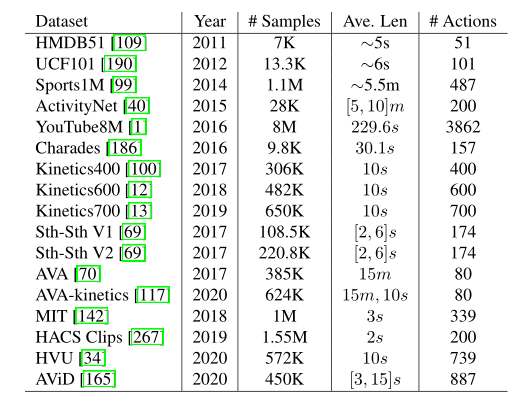 Dataset Year # Samples Ave. Len # Actions
HMDB51 [109] 2011 7K ∼5s 51
UCF101 [190] 2012 13.3K ∼6s 101
Sports1M [99] 2014 1.1M ∼5.5m 487
ActivityNet [40] 2015 28K [5, 10]m 200
YouTube8M [1] 2016 8M 229.6s 3862
Charades [186] 2016 9.8K 30.1s 157
Kinetics400 [100] 2017 306K 10s 400
Kinetics600 [12] 2018 482K 10s 600
Kinetics700 [13] 2019 650K 10s 700
Sth-Sth V1 [69] 2017 108.5K [2, 6]s 174
Sth-Sth V2 [69] 2017 220.8K [2, 6]s 174
AVA [70] 2017 385K 15m 80
AVA-kinetics [117] 2020 624K 15m, 10s 80
MIT [142] 2018 1M 3s 339
HACS Clips [267] 2019 1.55M 2s 200
HVU [34] 2020 572K 10s 739
AViD [165] 2020 450K [3, 15]s 887